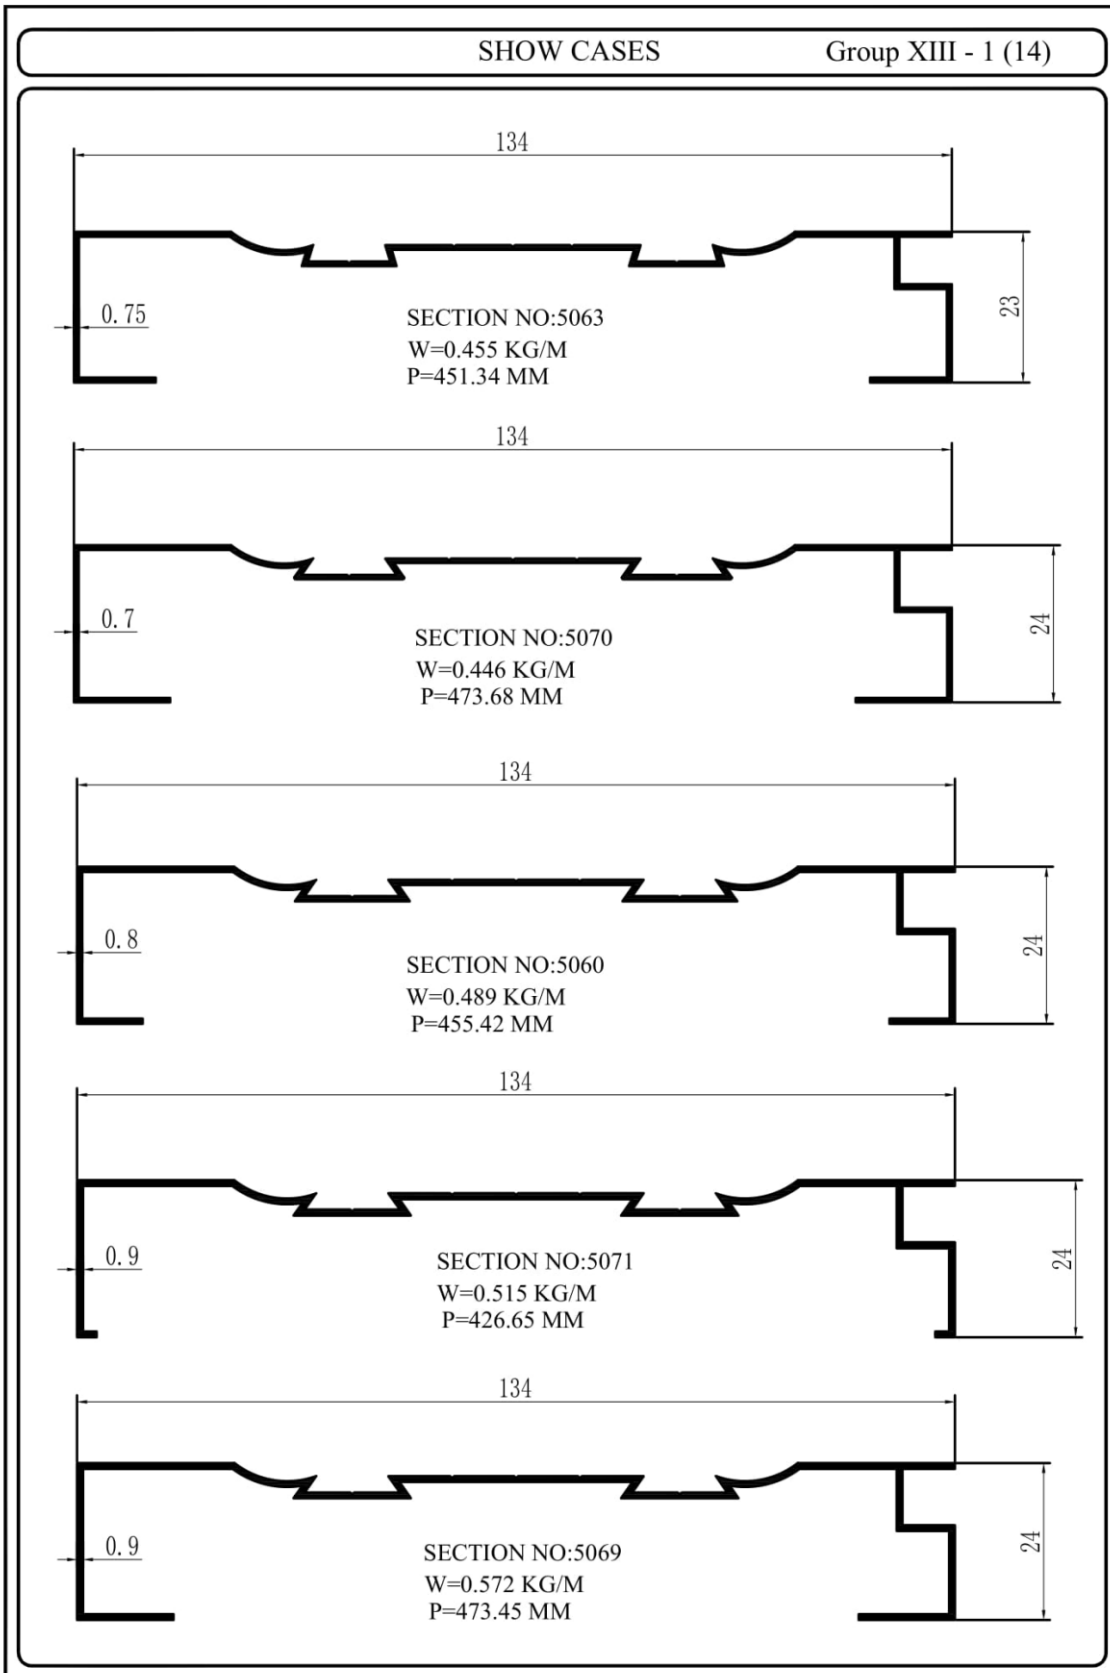 SHOW CASES
Group XIII - 1 (14)
134
0.75
23
SECTION NO:5063
W=0.455 KG/M
P=451.34 MM
134
0.7
24
SECTION NO:5070
W=0.446 KG/M
P=473.68 MM
134
0.8
24
SECTION NO:5060
W=0.489 KG/M
P=455.42 MM
134
0.9
24
SECTION NO:5071
W=0.515 KG/M
P=426.65 MM
134
0.9
24
SECTION NO:5069
W=0.572 KG/M
P=473.45 MM